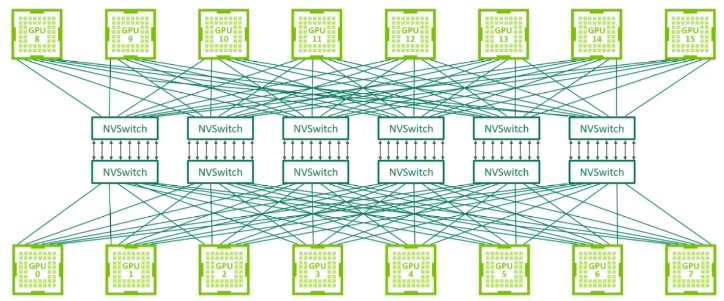 GPU 8
GPU 9
GPU 10
GPU 11
GPU 12
GPU 13
GPU 14
GPU 15
NVSwitch NVSwitch NVSwitch NVSwitch NVSwitch NVSwitch
NVSwitch NVSwitch NVSwitch NVSwitch NVSwitch NVSwitch
GPU 0
GPU 1
GPU 2
GPU 3
GPU 4
GPU 5
GPU 6
GPU 7